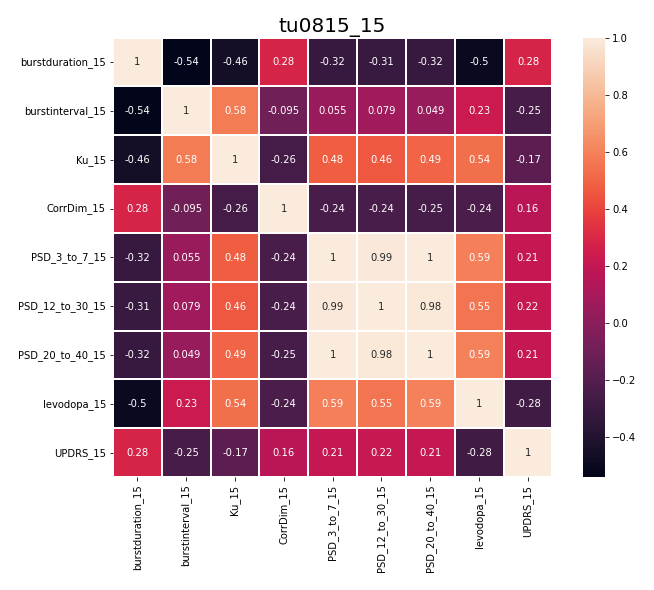 tu0815_15
burstduration_15 1 -0.54 -0.46 0.28 -0.32 -0.31 -0.32 -0.5 0.28
burstinterval_15 -0.54 1 0.58 -0.095 0.055 0.079 0.049 0.23 -0.25
Ku_15 -0.46 0.58 1 -0.26 0.48 0.46 0.49 0.54 -0.17
CorrDim_15 0.28 -0.095 -0.26 1 -0.24 -0.24 -0.25 -0.24 0.16
PSD_3_to_7_15 -0.32 0.055 0.48 -0.24 1 0.99 1 0.59 0.21
PSD_12_to_30_15 -0.31 0.079 0.46 -0.24 0.99 1 0.98 0.55 0.22
PSD_20_to_40_15 -0.32 0.049 0.49 -0.25 1 0.98 1 0.59 0.21
levodopa_15 -0.5 0.23 0.54 -0.24 0.59 0.55 0.59 1 -0.28
UPDRS_15 0.28 -0.25 -0.17 0.16 0.21 0.22 0.21 -0.28 1
burstduration_15
burstinterval_15
Ku_15
CorrDim_15
PSD_3_to_7_15
PSD_12_to_30_15
PSD_20_to_40_15
levodopa_15
UPDRS_15
1.0
0.8
0.6
0.4
0.2
0.0
−0.2
−0.4